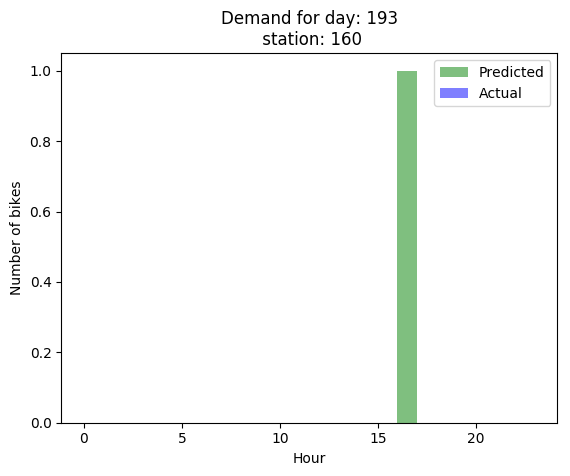 Demand for day: 193
station: 160
Predicted
Actual
Number of bikes
1.0
0.8
0.6
0.4
0.2
0.0
0 5 10 15 20
Hour